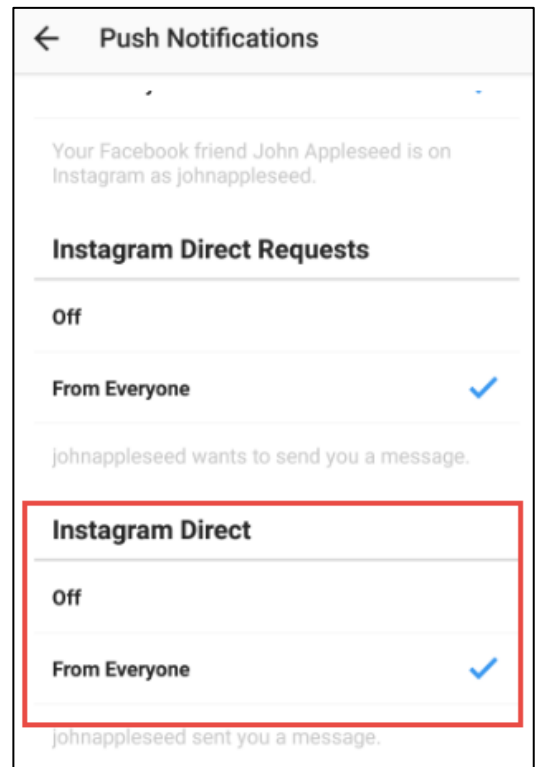 Push Notifications
Your Facebook friend John Appleseed is on
Instagram as johnappleseed.
Instagram Direct Requests
Off
From Everyone
johnappleseed wants to send you a message.
Instagram Direct
Off
From Everyone
johnappleseed sent you a message.